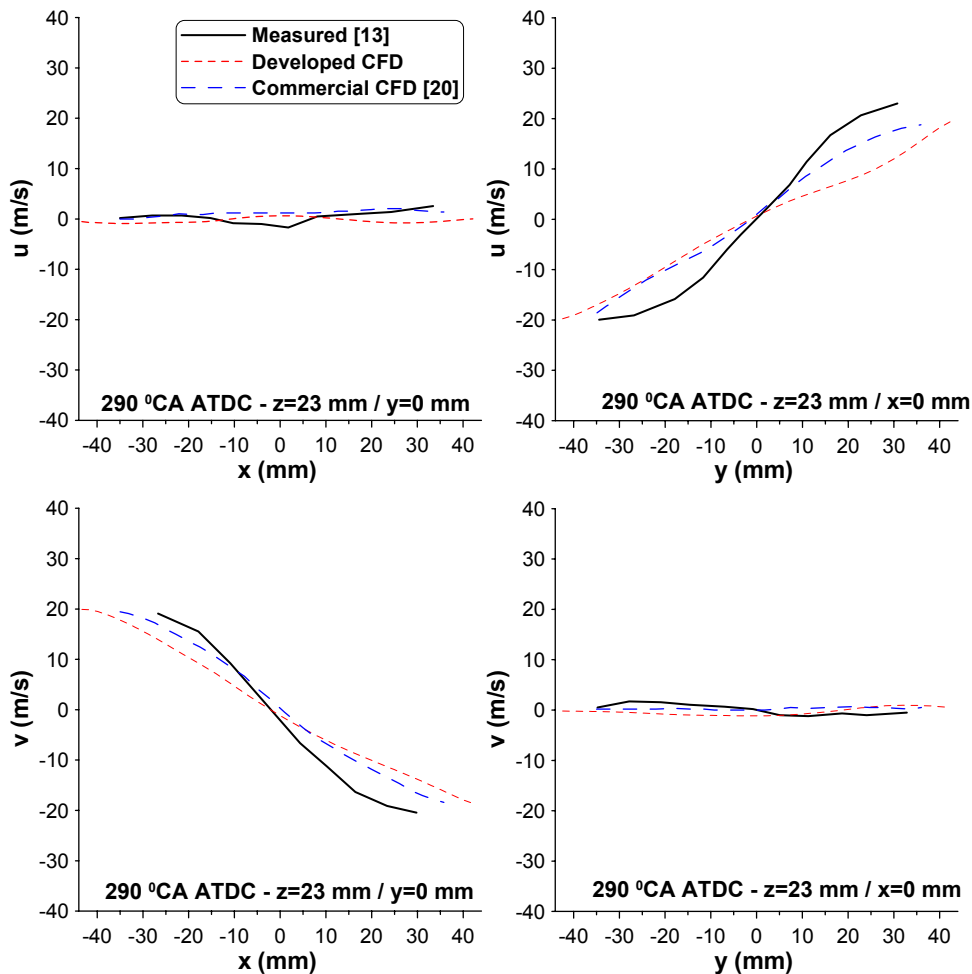 40
30
20
10
0
-10
-20
-30
-40
u (m/s)
Measured [13]
Developed CFD
Commercial CFD [20]
290 ⁰CA ATDC - z=23 mm / y=0 mm
-40 -30 -20 -10 0 10 20 30 40
x (mm)
40
30
20
10
0
-10
-20
-30
-40
u (m/s)
290 ⁰CA ATDC - z=23 mm / x=0 mm
-40 -30 -20 -10 0 10 20 30 40
y (mm)
40
30
20
10
0
-10
-20
-30
-40
v (m/s)
290 ⁰CA ATDC - z=23 mm / y=0 mm
-40 -30 -20 -10 0 10 20 30 40
x (mm)
40
30
20
10
0
-10
-20
-30
-40
v (m/s)
290 ⁰CA ATDC - z=23 mm / x=0 mm
-40 -30 -20 -10 0 10 20 30 40
y (mm)